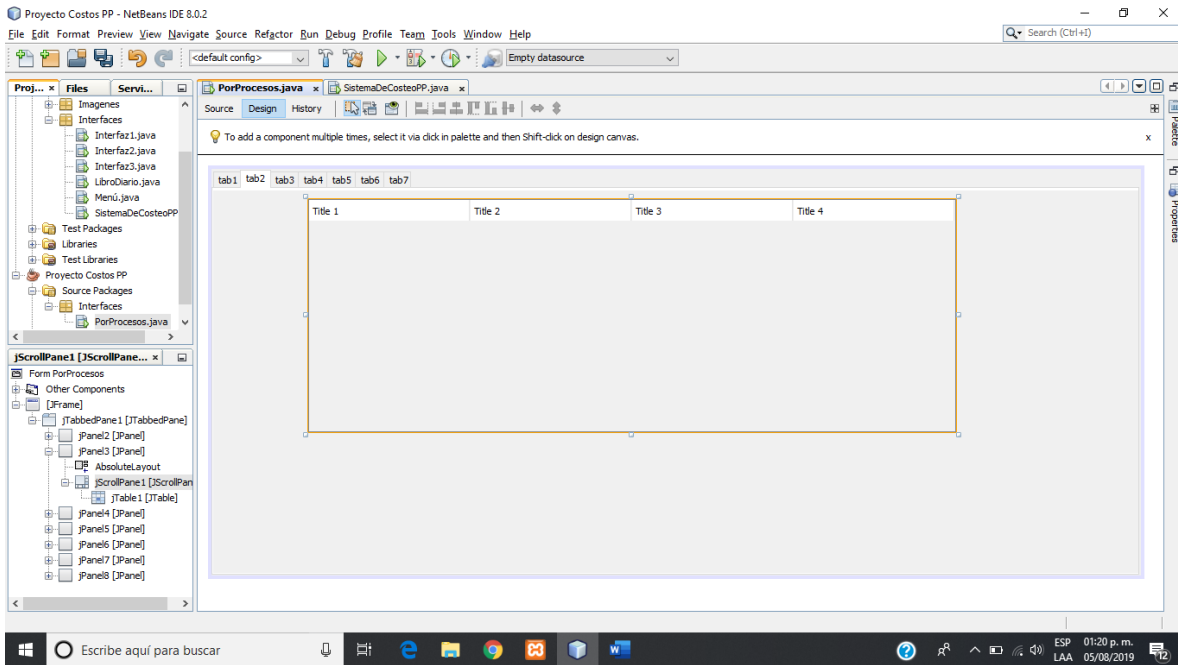 Proyecto Costos PP - NetBeans IDE 8.0.2
File Edit Format Preview View Navigate Source Refactor Run Debug Profile Team Tools Window Help
Search (Ctrl+I)
<default config>
Empty datasource
Proj... x Files Servi...
PorProcesos.java x SistemaDeCosteoPP.java x
Source Design History
To add a component multiple times, select it via click in palette and then Shift-click on design canvas. x
Imagenes
Interfaces
Interfaz1.java
Interfaz2.java
Interfaz3.java
LibroDiario.java
Menú.java
SistemaDeCosteoPP
Test Packages
Libraries
Test Libraries
Proyecto Costos PP
Source Packages
Interfaces
PorProcesos.java
jScrollPane1 [JScrollPane... x
Form PorProcesos
Other Components
[JFrame]
jTabbedPane1 [JTabbedPane]
jPanel2 [JPanel]
jPanel3 [JPanel]
AbsoluteLayout
jScrollPane1 [JScrollPan
jTable1 [JTable]
jPanel4 [JPanel]
jPanel5 [JPanel]
jPanel6 [JPanel]
jPanel7 [JPanel]
jPanel8 [JPanel]
tab1 tab2 tab3 tab4 tab5 tab6 tab7
Title 1 Title 2 Title 3 Title 4
Palette
Properties
Escribe aquí para buscar
ESP
LAA
01:20 p. m.
05/08/2019
12